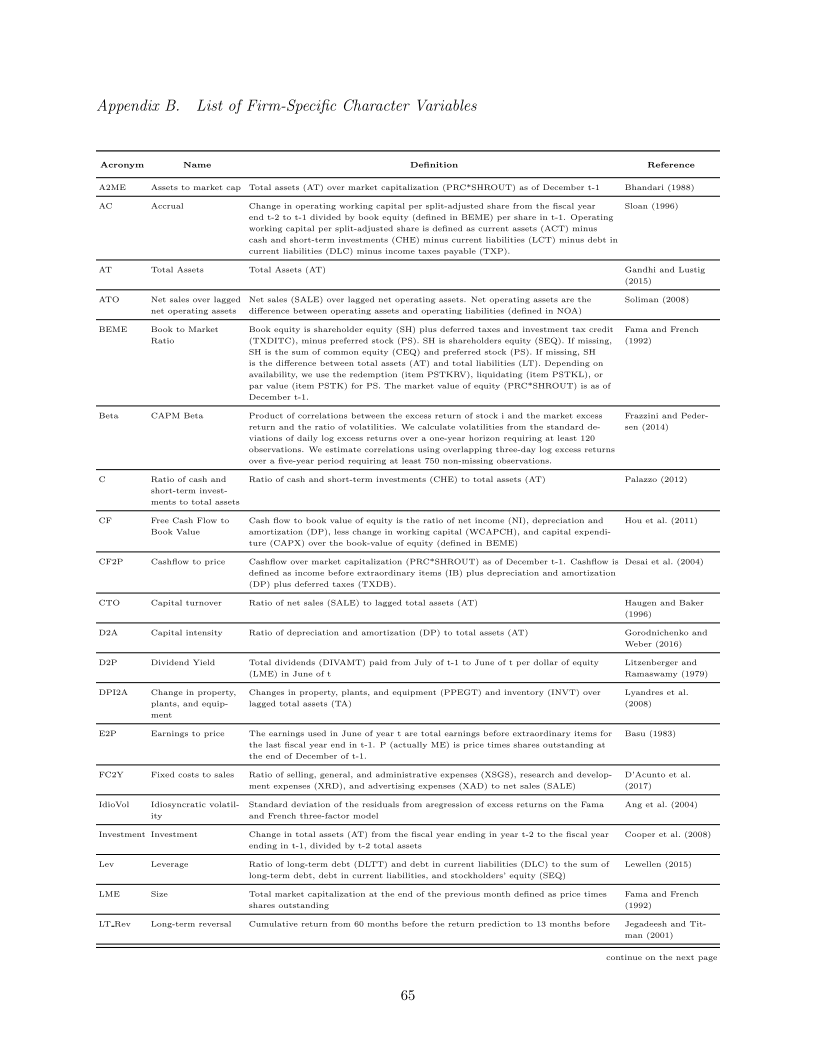 Appendix B. List of Firm-Specific Character Variables
Acronym Name Definition Reference
A2ME Assets to market cap Total assets (AT) over market capitalization (PRC*SHROUT) as of December t-1 Bhandari (1988)
AC Accrual Change in operating working capital per split-adjusted share from the fiscal year Sloan (1996)
end t-2 to t-1 divided by book equity (defined in BEME) per share in t-1. Operating
working capital per split-adjusted share is defined as current assets (ACT) minus
cash and short-term investments (CHE) minus current liabilities (LCT) minus debt in
current liabilities (DLC) minus income taxes payable (TXP).
AT Total Assets Total Assets (AT) Gandhi and Lustig
(2015)
ATO Net sales over lagged Net sales (SALE) over lagged net operating assets. Net operating assets are the Soliman (2008)
net operating assets difference between operating assets and operating liabilities (defined in NOA)
BEME Book to Market Book equity is shareholder equity (SH) plus deferred taxes and investment tax credit Fama and French
Ratio (TXDITC), minus preferred stock (PS). SH is shareholders equity (SEQ). If missing, (1992)
SH is the sum of common equity (CEQ) and preferred stock (PS). If missing, SH
is the difference between total assets (AT) and total liabilities (LT). Depending on
availability, we use the redemption (item PSTKRV), liquidating (item PSTKL), or
par value (item PSTK) for PS. The market value of equity (PRC*SHROUT) is as of
December t-1.
Beta CAPM Beta Product of correlations between the excess return of stock i and the market excess Frazzini and Peder-
return and the ratio of volatilities. We calculate volatilities from the standard de- sen (2014)
viations of daily log excess returns over a one-year horizon requiring at least 120
observations. We estimate correlations using overlapping three-day log excess returns
over a five-year period requiring at least 750 non-missing observations.
C Ratio of cash and Ratio of cash and short-term investments (CHE) to total assets (AT) Palazzo (2012)
short-term invest-
ments to total assets
CF Free Cash Flow to Cash flow to book value of equity is the ratio of net income (NI), depreciation and Hou et al. (2011)
Book Value amortization (DP), less change in working capital (WCAPCH), and capital expendi-
ture (CAPX) over the book-value of equity (defined in BEME)
CF2P Cashflow to price Cashflow over market capitalization (PRC*SHROUT) as of December t-1. Cashflow is Desai et al. (2004)
defined as income before extraordinary items (IB) plus depreciation and amortization
(DP) plus deferred taxes (TXDB).
CTO Capital turnover Ratio of net sales (SALE) to lagged total assets (AT) Haugen and Baker
(1996)
D2A Capital intensity Ratio of depreciation and amortization (DP) to total assets (AT) Gorodnichenko and
Weber (2016)
D2P Dividend Yield Total dividends (DIVAMT) paid from July of t-1 to June of t per dollar of equity Litzenberger and
(LME) in June of t Ramaswamy (1979)
DPI2A Change in property, Changes in property, plants, and equipment (PPEGT) and inventory (INVT) over Lyandres et al.
plants, and equip- lagged total assets (TA) (2008)
ment
E2P Earnings to price The earnings used in June of year t are total earnings before extraordinary items for Basu (1983)
the last fiscal year end in t-1. P (actually ME) is price times shares outstanding at
the end of December of t-1.
FC2Y Fixed costs to sales Ratio of selling, general, and administrative expenses (XSGS), research and develop- D'Acunto et al.
ment expenses (XRD), and advertising expenses (XAD) to net sales (SALE) (2017)
IdioVol Idiosyncratic volatil- Standard deviation of the residuals from aregression of excess returns on the Fama Ang et al. (2004)
ity and French three-factor model
Investment Investment Change in total assets (AT) from the fiscal year ending in year t-2 to the fiscal year Cooper et al. (2008)
ending in t-1, divided by t-2 total assets
Lev Leverage Ratio of long-term debt (DLTT) and debt in current liabilities (DLC) to the sum of Lewellen (2015)
long-term debt, debt in current liabilities, and stockholders' equity (SEQ)
LME Size Total market capitalization at the end of the previous month defined as price times Fama and French
shares outstanding (1992)
LT_Rev Long-term reversal Cumulative return from 60 months before the return prediction to 13 months before Jegadeesh and Tit-
man (2001)
continue on the next page
65